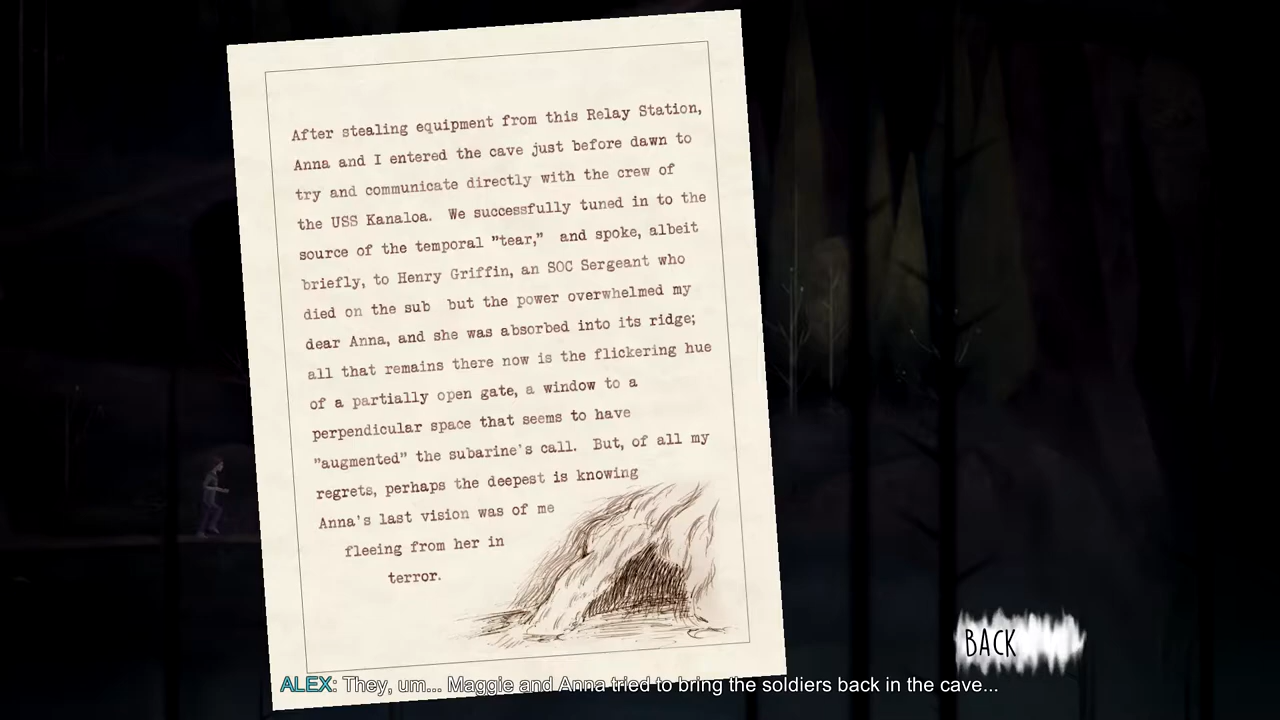 After stealing equipment from this Relay Station,
Anna and I entered the cave just before dawn to
try and communicate directly with the crew of
the USS Kanaloa.  We successfully tuned in to the
source of the temporal "tear,"  and spoke, albeit
briefly, to Henry Griffin, an SOC Sergeant who
died on the sub  but the power overwhelmed my
dear Anna, and she was absorbed into its ridge;
all that remains there now is the flickering hue
of a partially open gate, a window to a
perpendicular space that seems to have
"augmented" the subarine's call.  But, of all my
regrets, perhaps the deepest is knowing
Anna's last vision was of me
fleeing from her in
terror.
BACK
ALEX: They, um... Maggie and Anna tried to bring the soldiers back in the cave...